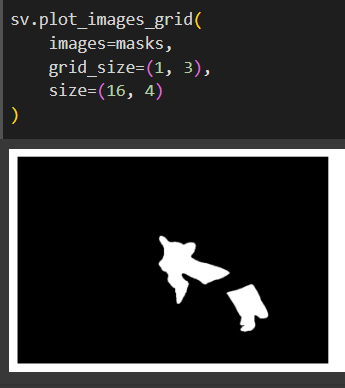 sv.plot_images_grid(
    images=masks,
    grid_size=(1, 3),
    size=(16, 4)
)